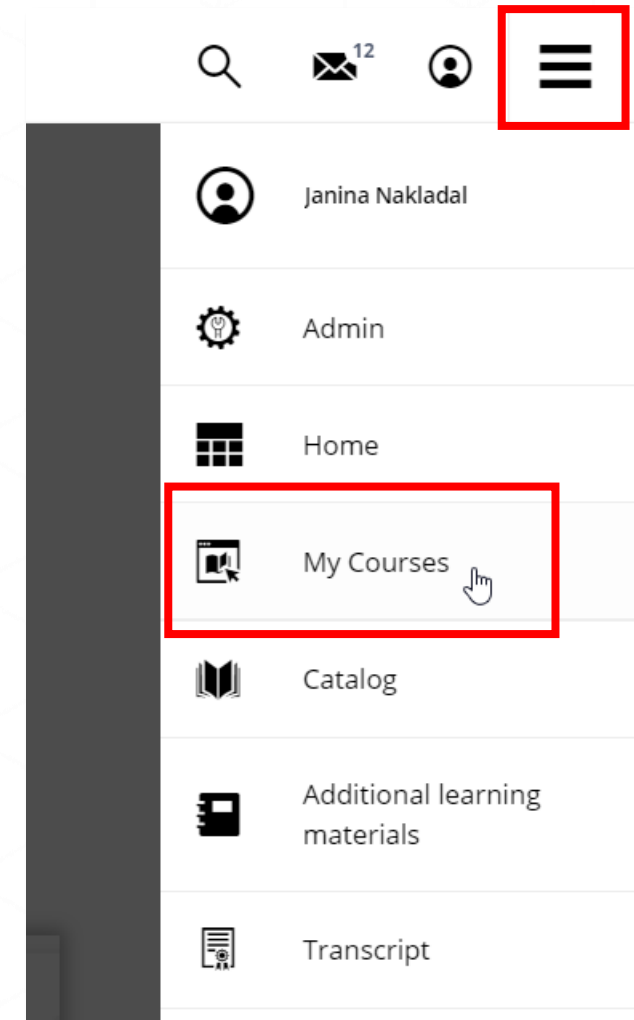 12
Janina Nakladal
Admin
Home
My Courses
Catalog
Additional learning
materials
Transcript